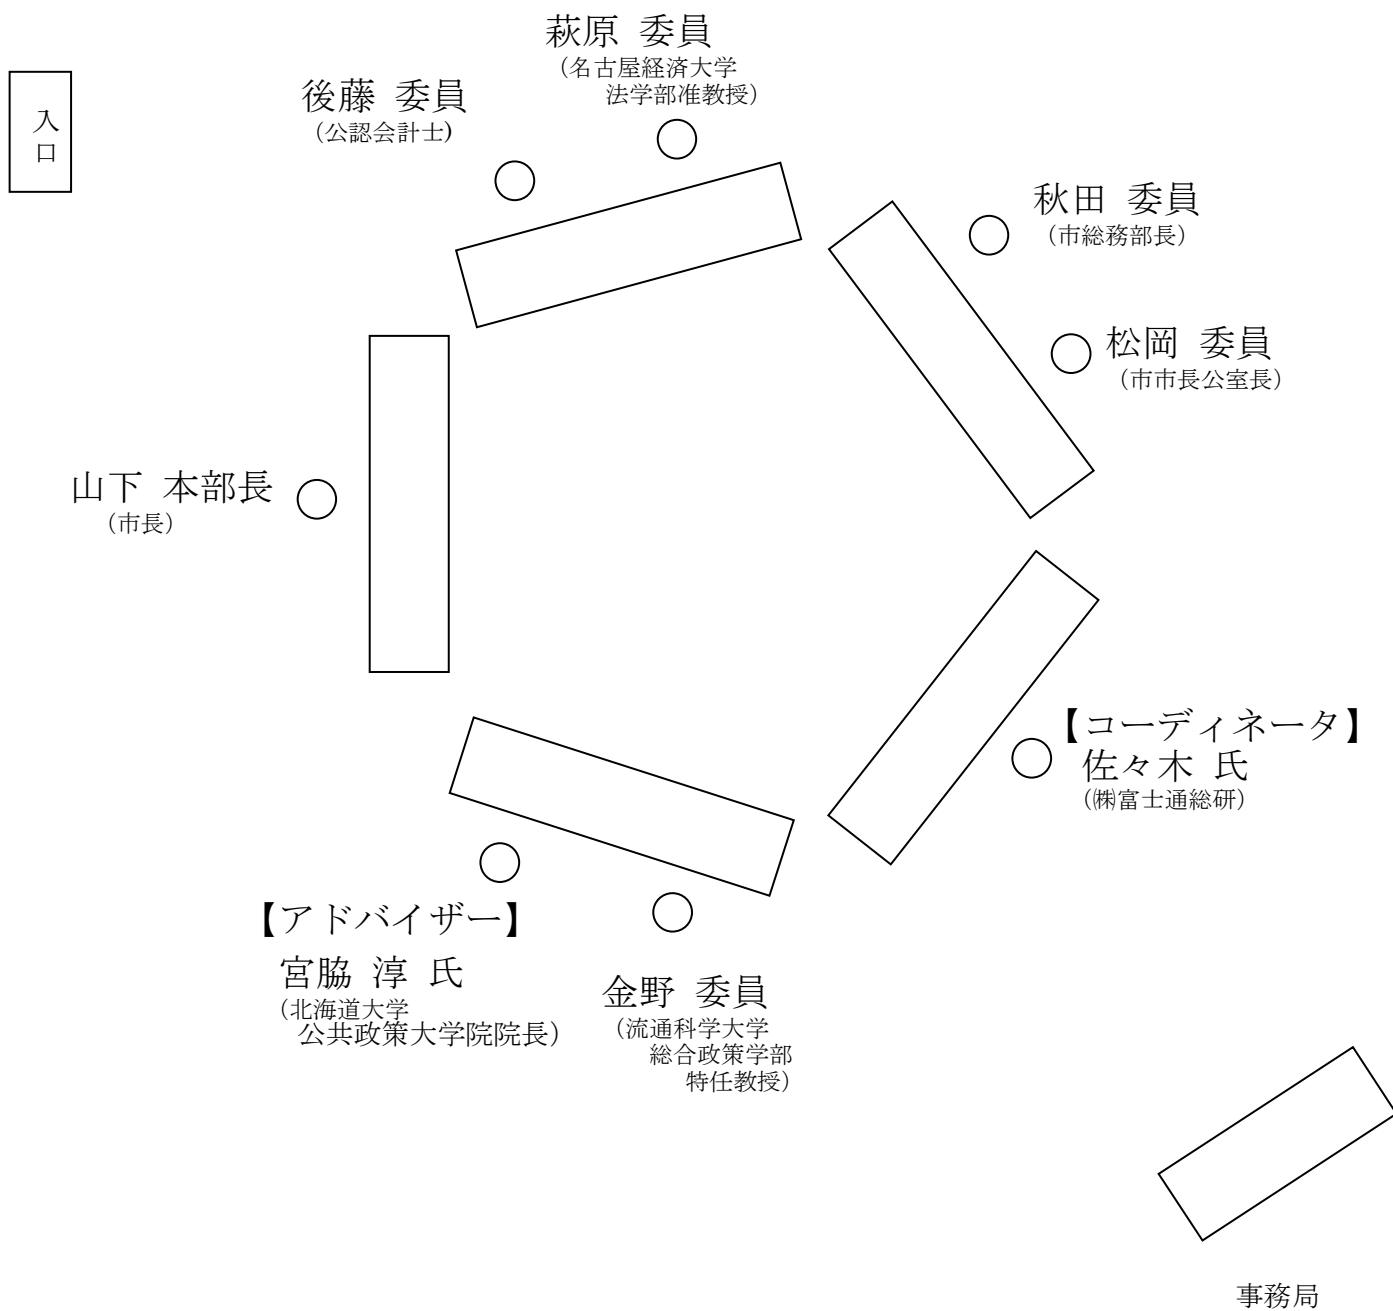 萩原 委員
（名古屋経済大学
法学部准教授）
後藤 委員
（公認会計士）
入口
秋田 委員
（市総務部長）
松岡 委員
（市市長公室長）
山下 本部長
（市長）
【コーディネータ】
佐々木 氏
（㈱富士通総研）
【アドバイザー】
宮脇 淳 氏
（北海道大学
公共政策大学院院長）
金野 委員
（流通科学大学
総合政策学部
特任教授）
事務局